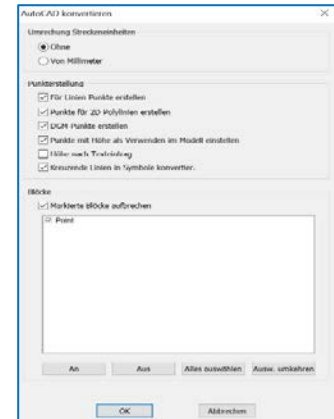 AutoCAD konvertieren
Umrechung Streckeneinheiten
Ohne
Von Millimeter
Punkterstellung
Für Linien Punkte erstellen
Punkte für 2D Polylinien erstellen
DGM Punkte erstellen
Punkte mit Höhe als Verwenden im Modell einstellen
Höhe nach Texteintrag
Kreuzende Linien in Symbole konvertier.
Blöcke
Markierte Blöcke aufbrechen
Point
An Aus Alles auswählen Ausw. umkehren
OK Abbrechen